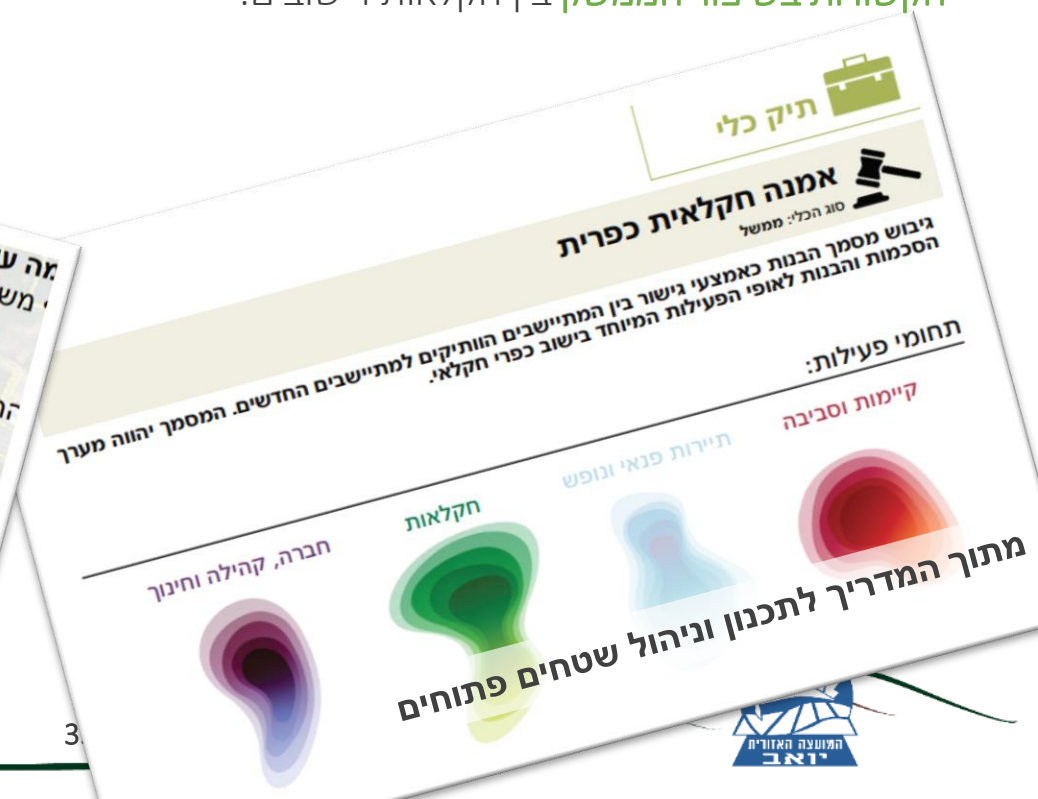 בין חקלאות
תיק כלי
אמנה חקלאית כפרית
סוג הכלי: ממשל
גיבוש מסמך הבנות כאמצעי גישור בין המתיישבים הוותיקים למתיישבים החדשים. המסמך יהווה מערך
הסכמות והבנות לאופי הפעילות המיוחד בישוב כפרי חקלאי.
תחומי פעילות:
קיימות וסביבה
תיירות פנאי ונופש
חקלאות
חברה, קהילה וחינוך
מתוך המדריך לתכנון וניהול שטחים פתוחים
המועצה האזורית
יואב